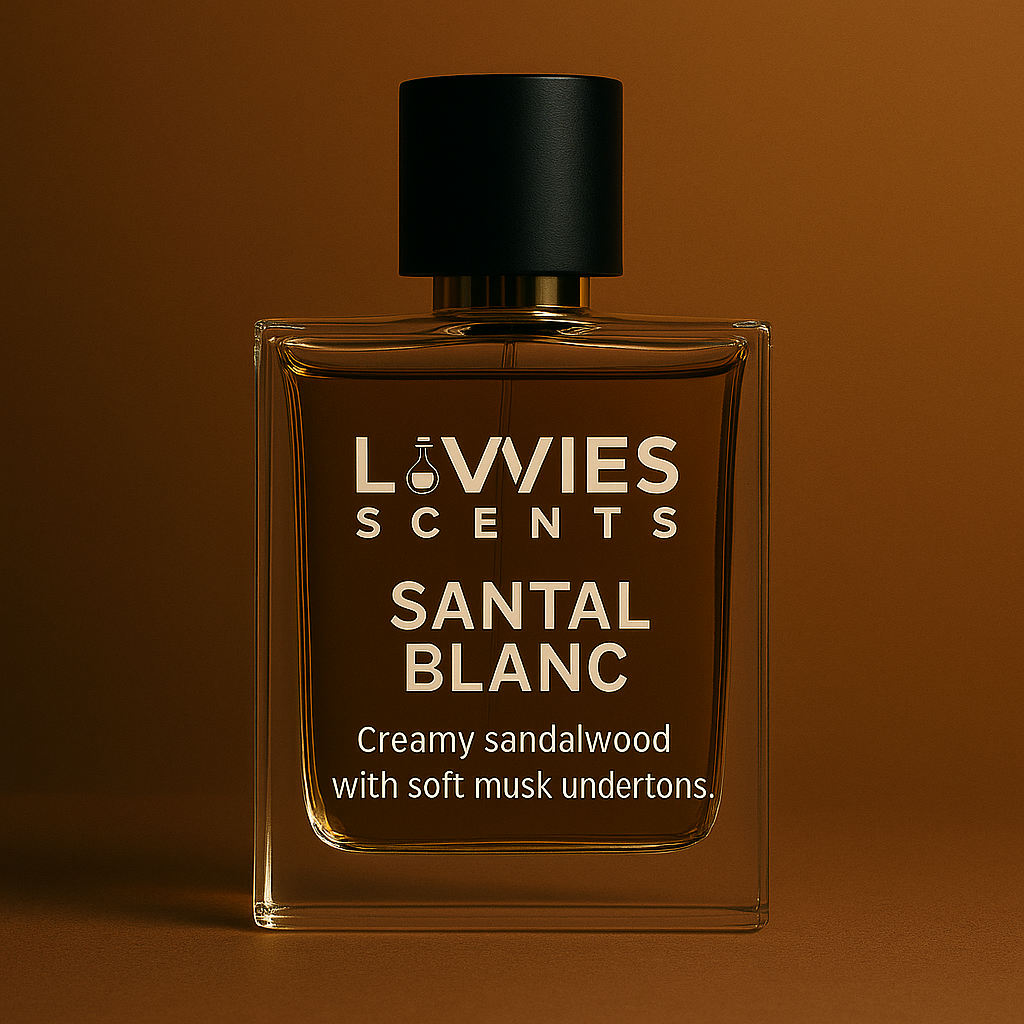 LIVVIES
SCENTS
SANTAL
BLANC
Creamy sandalwood
with soft musk undertons.